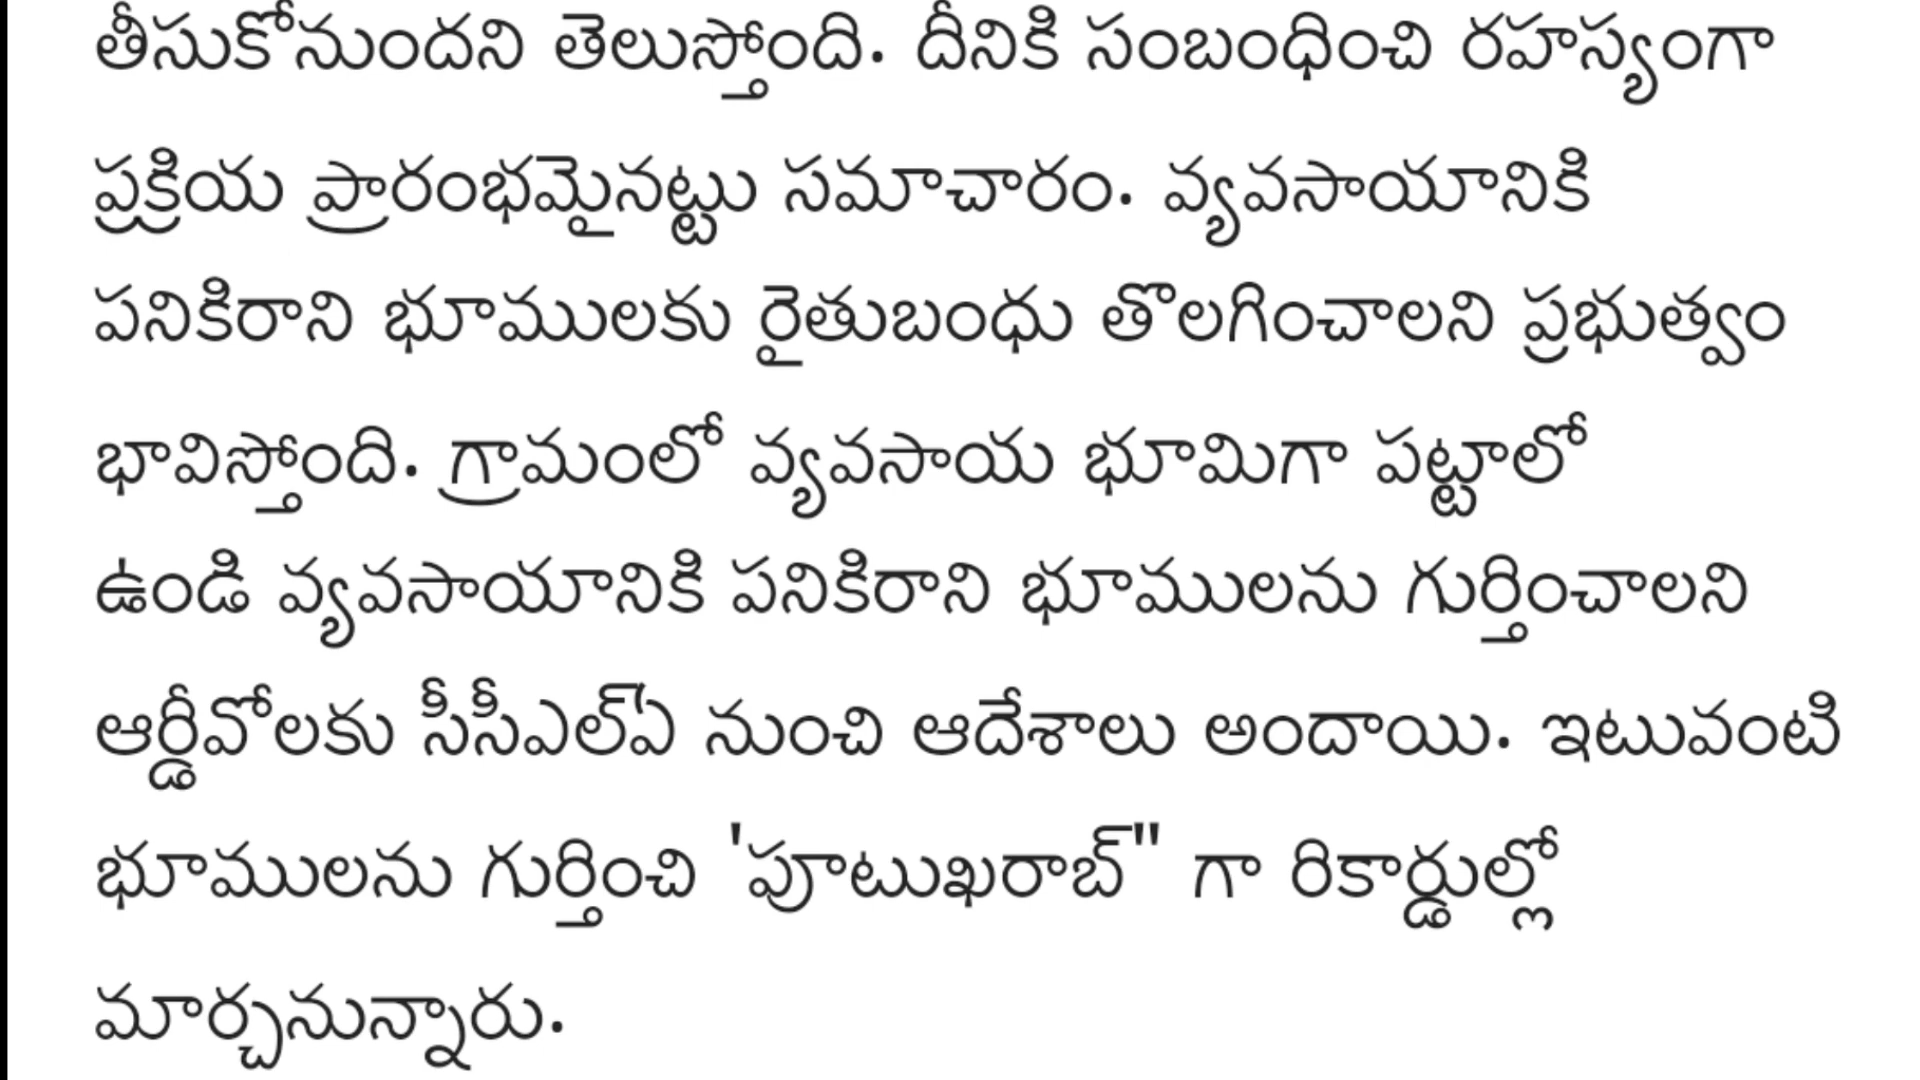 తీసుకోనుందని తెలుస్తోంది. దీనికి సంబంధించి రహస్యంగా
ప్రక్రియ ప్రారంభమైనట్టు సమాచారం. వ్యవసాయానికి
పనికిరాని భూములకు రైతుబంధు తొలగించాలని ప్రభుత్వం
భావిస్తోంది. గ్రామంలో వ్యవసాయ భూమిగా పట్టాలో
ఉండి వ్యవసాయానికి పనికిరాని భూములను గుర్తించాలని
ఆర్డీవోలకు సీసీఎల్ఏ నుంచి ఆదేశాలు అందాయి. ఇటువంటి
భూములను గుర్తించి 'పూటుఖరాబ్" గా రికార్డుల్లో
మార్చనున్నారు.